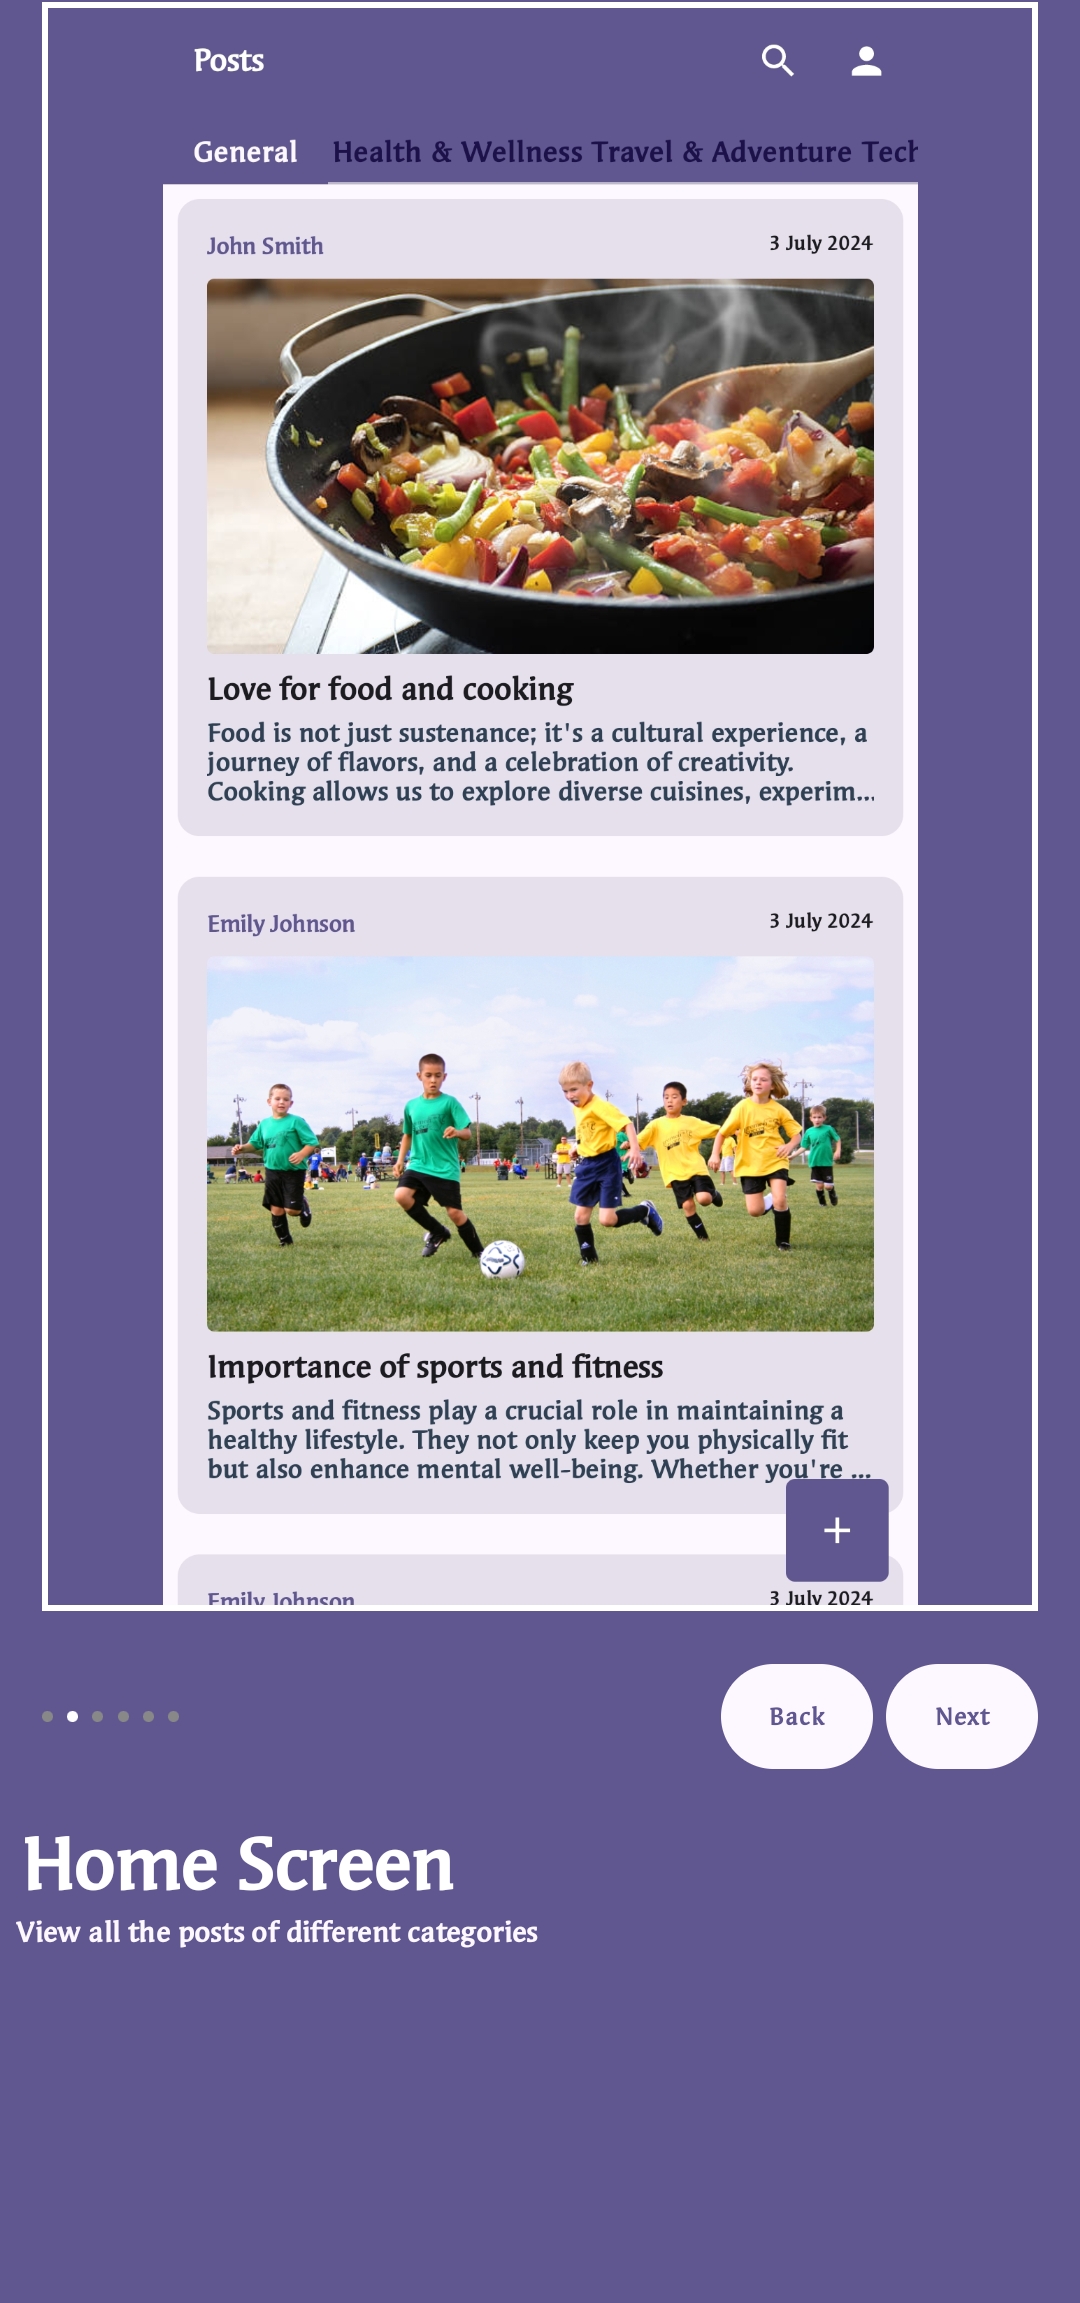 Posts
General Health & Wellness Travel & Adventure Tech
John Smith 3 July 2024
Love for food and cooking
Food is not just sustenance; it's a cultural experience, a
journey of flavors, and a celebration of creativity.
Cooking allows us to explore diverse cuisines, experim...
Emily Johnson 3 July 2024
Importance of sports and fitness
Sports and fitness play a crucial role in maintaining a
healthy lifestyle. They not only keep you physically fit
but also enhance mental well-being. Whether you're ...
Emily Johnson 3 July 2024
Back Next
Home Screen
View all the posts of different categories